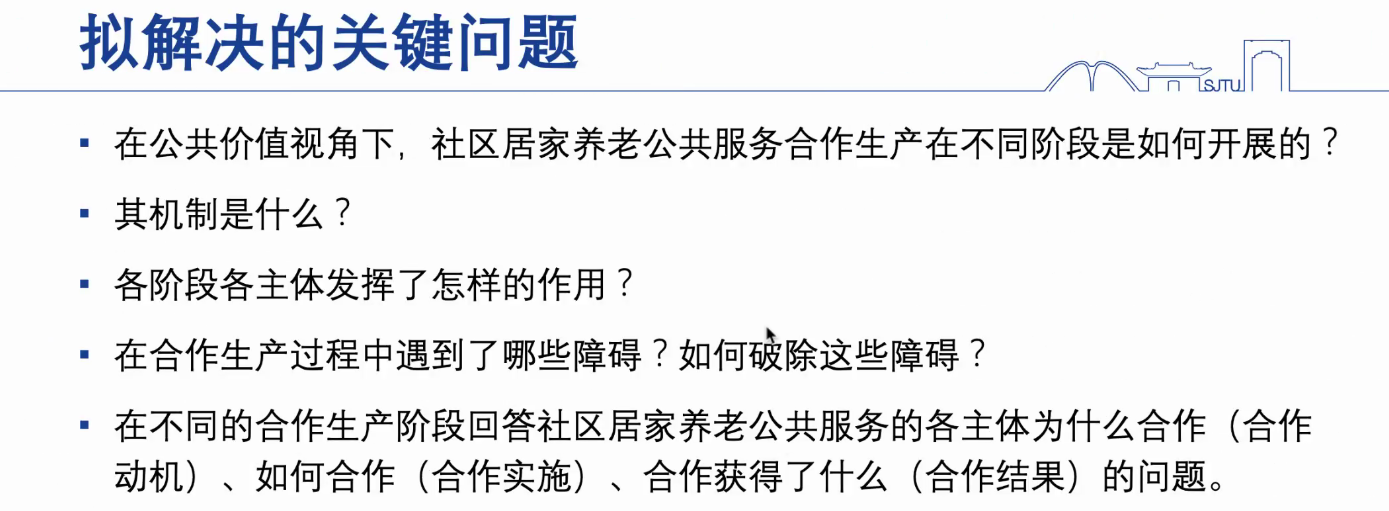 拟解决的关键问题
SJTU
▪ 在公共价值视角下，社区居家养老公共服务合作生产在不同阶段是如何开展的？
▪ 其机制是什么？
▪ 各阶段各主体发挥了怎样的作用？
▪ 在合作生产过程中遇到了哪些障碍？如何破除这些障碍？
▪ 在不同的合作生产阶段回答社区居家养老公共服务的各主体为什么合作（合作
动机）、如何合作（合作实施）、合作获得了什么（合作结果）的问题。